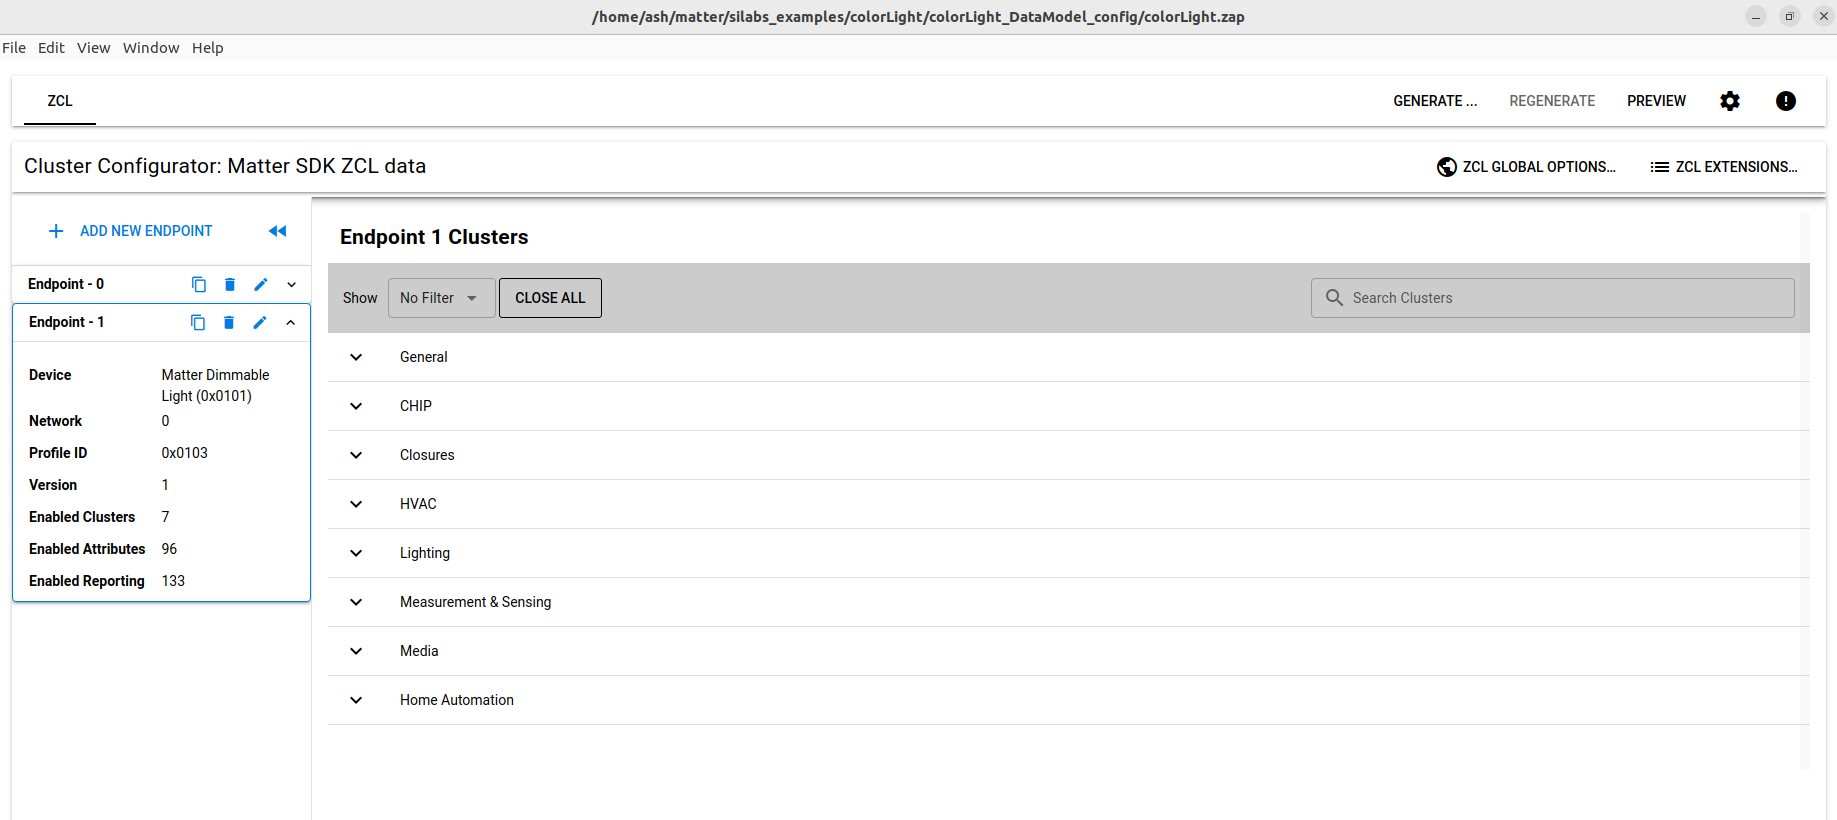 /home/ash/matter/silabs_examples/colorLight/colorLight_DataModel_config/colorLight.zap
File Edit View Window Help
ZCL
GENERATE ... REGENERATE PREVIEW
Cluster Configurator: Matter SDK ZCL data
ZCL GLOBAL OPTIONS... ZCL EXTENSIONS...
ADD NEW ENDPOINT
Endpoint - 0
Endpoint - 1
Device Matter Dimmable
Light (0x0101)
Network 0
Profile ID 0x0103
Version 1
Enabled Clusters 7
Enabled Attributes 96
Enabled Reporting 133
Endpoint 1 Clusters
Show No Filter CLOSE ALL Search Clusters
General
CHIP
Closures
HVAC
Lighting
Measurement & Sensing
Media
Home Automation